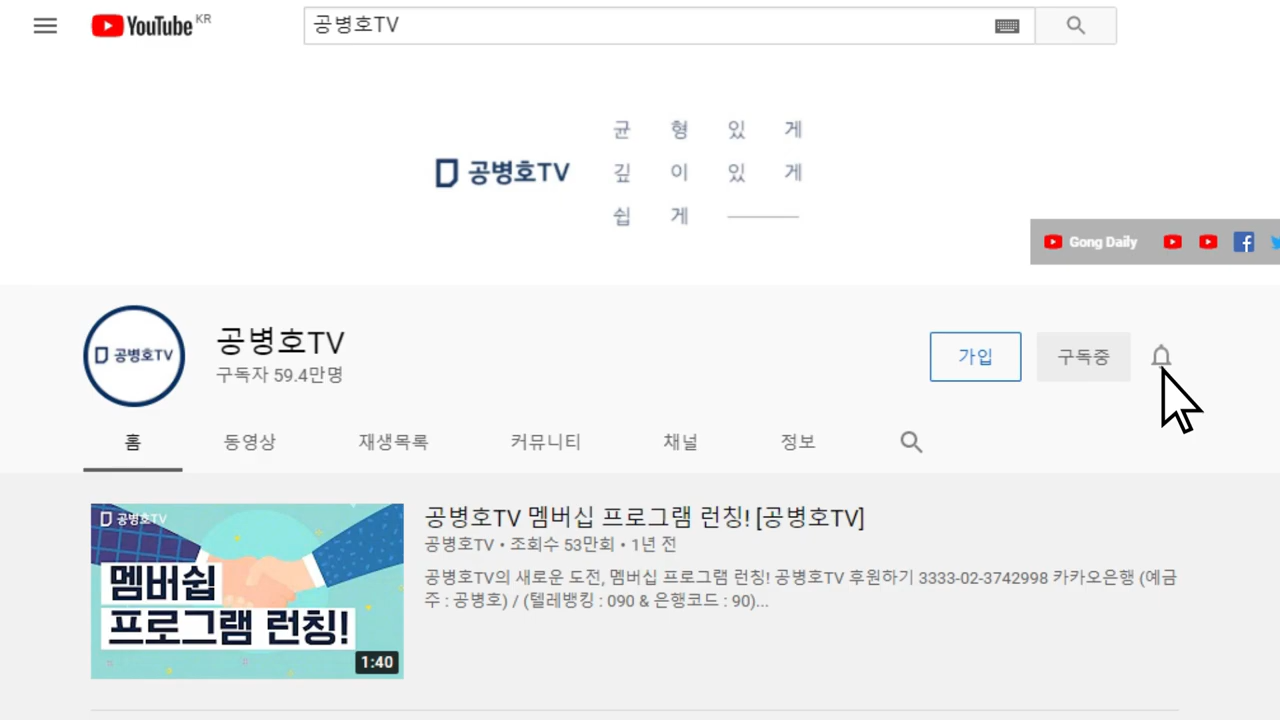 YouTube KR
공병호TV
균 형 있 게
공병호TV
깊 이 있 게
쉽 게
Gong Daily
공병호TV
공병호TV
구독자 59.4만명
가입
구독중
홈
동영상
재생목록
커뮤니티
채널
정보
공병호TV
멤버쉽
프로그램 런칭!
1:40
공병호TV 멤버십 프로그램 런칭! [공병호TV]
공병호TV • 조회수 53만회 • 1년 전
공병호TV의 새로운 도전, 멤버십 프로그램 런칭! 공병호TV 후원하기 3333-02-3742998 카카오은행 (예금
주 : 공병호) / (텔레뱅킹 : 090 & 은행코드 : 90)...